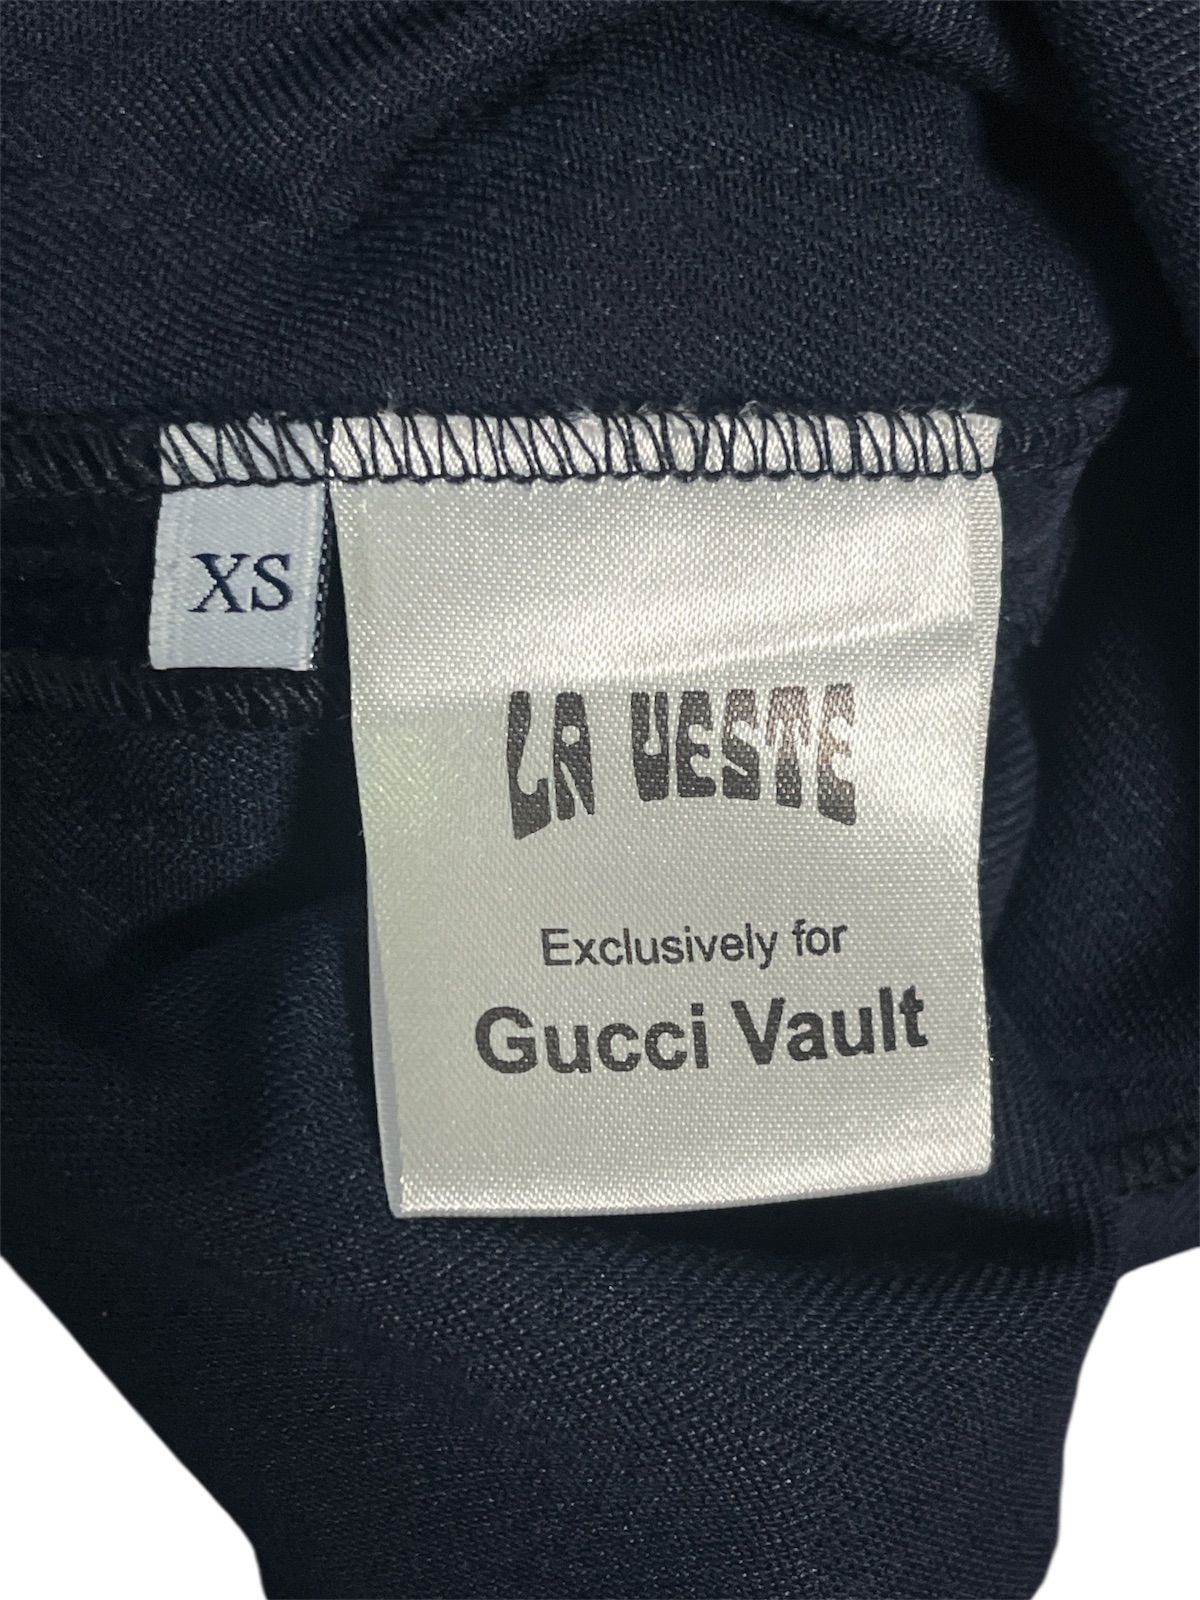 XS
LA VESTE
Exclusively for
Gucci Vault